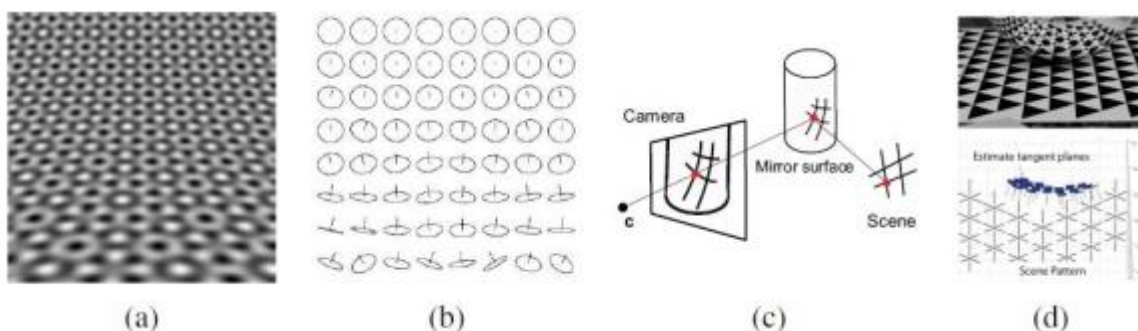 Camera
Mirror surface
c
Scene
Estimate tangent planes
Scene Pattern
(a)
(b)
(c)
(d)